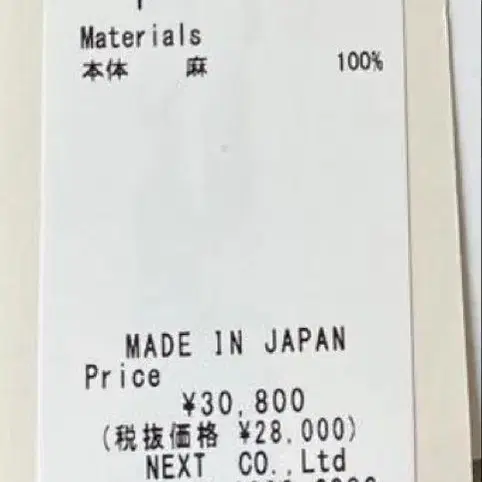 Materials
本体 麻 100%
MADE IN JAPAN
Price
¥30,800
(税抜価格 ¥28,000)
NEXT CO.,Ltd